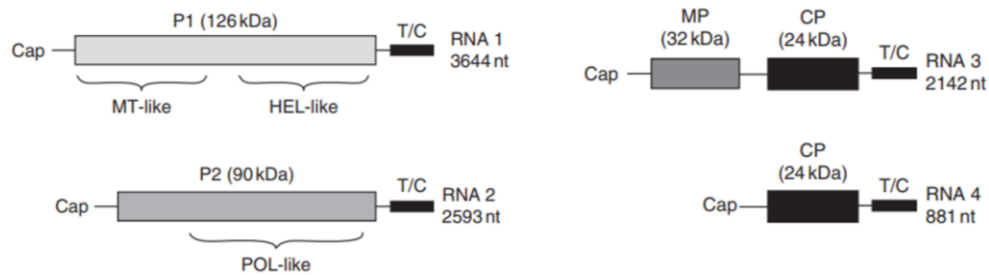 P1 (126 kDa)
Cap
T/C
RNA 1
3644 nt
MT-like
HEL-like
P2 (90 kDa)
Cap
T/C
RNA 2
2593 nt
POL-like
MP
(32 kDa)
CP
(24 kDa)
Cap
T/C
RNA 3
2142 nt
CP
(24 kDa)
Cap
T/C
RNA 4
881 nt